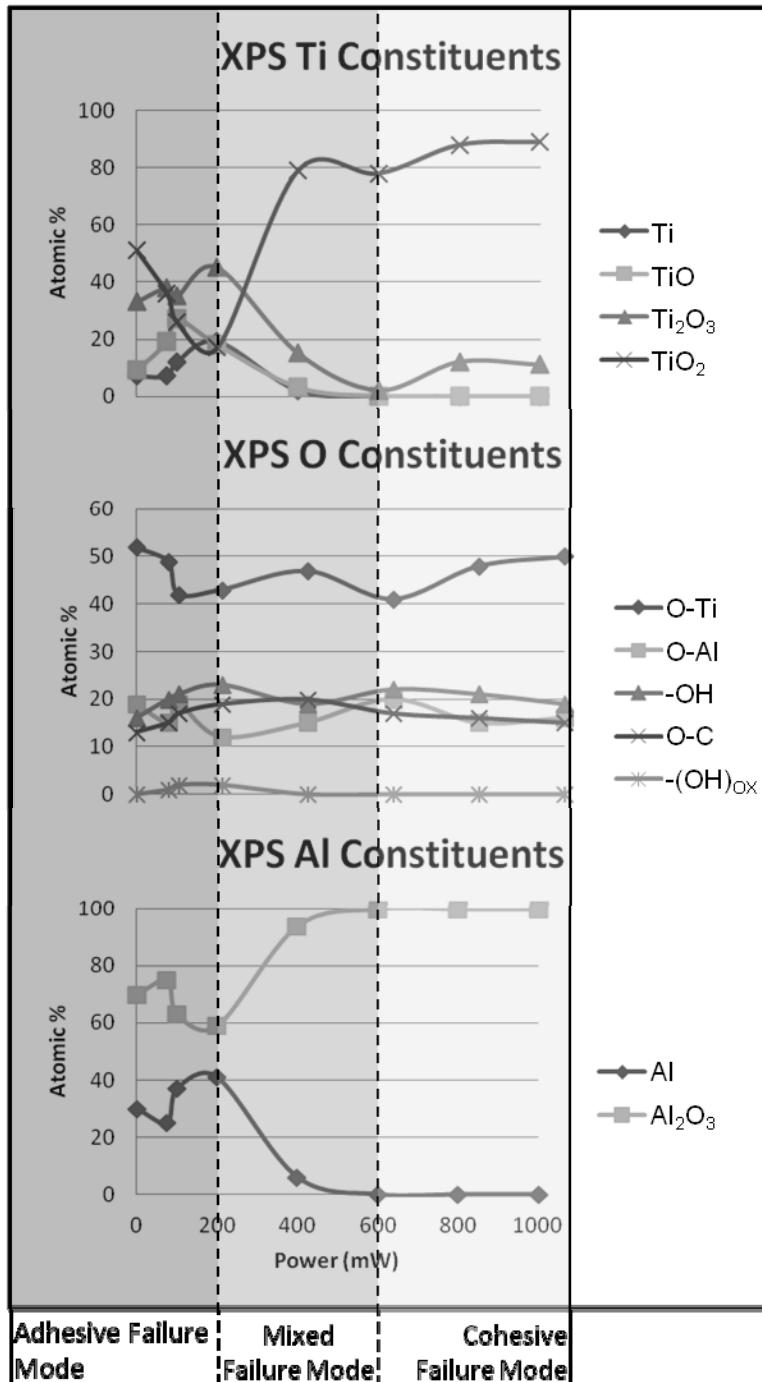 XPS Ti Constituents
100
80
60
40
20
0
Atomic %
Ti
TiO
Ti₂O₃
TiO₂
XPS O Constituents
60
50
40
30
20
10
0
Atomic %
O-Ti
O-Al
-OH
O-C
-(OH)OX
XPS Al Constituents
100
80
60
40
20
0
Atomic %
Al
Al₂O₃
0 200 400 600 800 1000
Power (mW)
Adhesive Failure Mode
Mixed Failure Mode
Cohesive Failure Mode